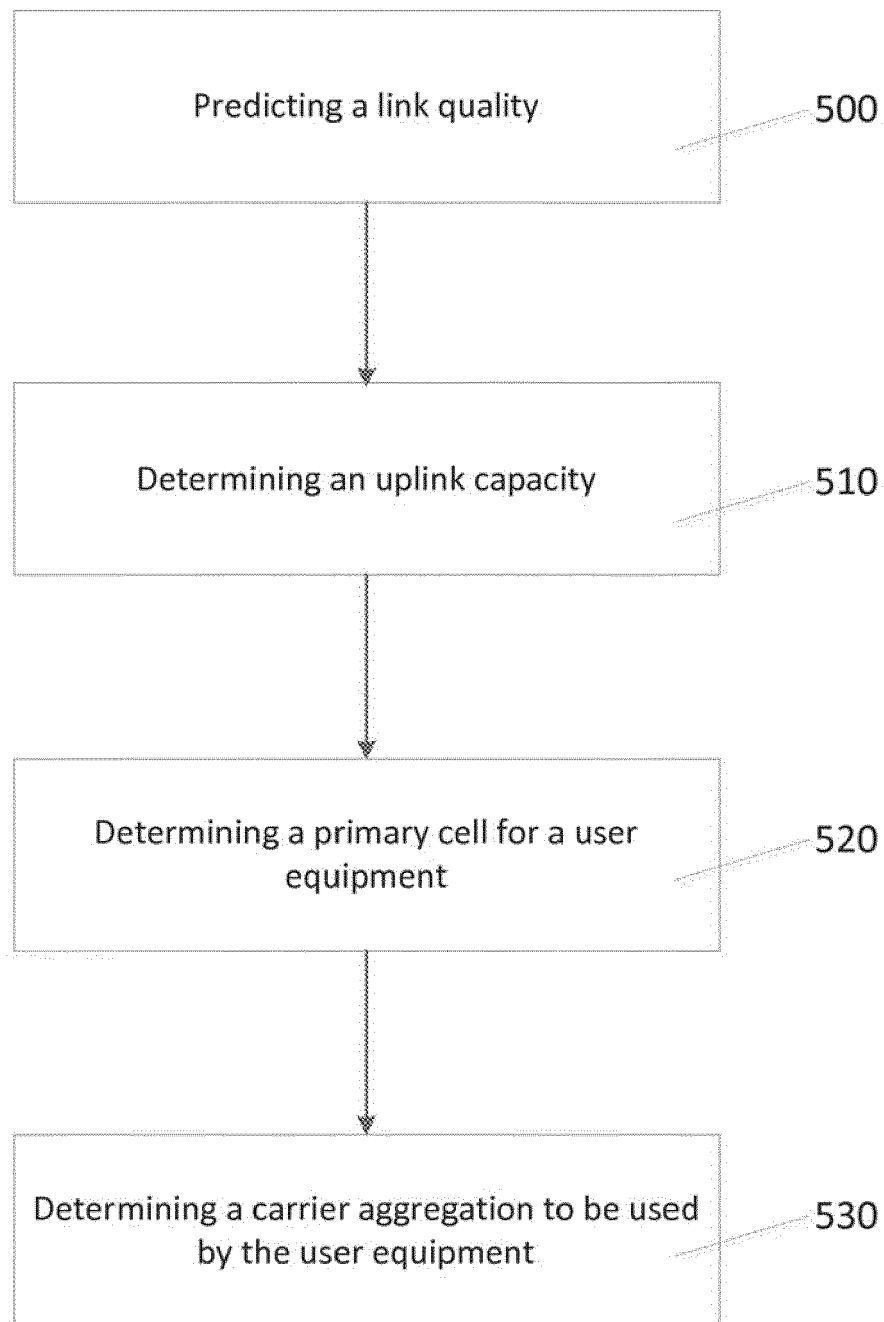 Predicting a link quality
500
Determining an uplink capacity
510
Determining a primary cell for a user
equipment
520
Determining a carrier aggregation to be used
by the user equipment
530